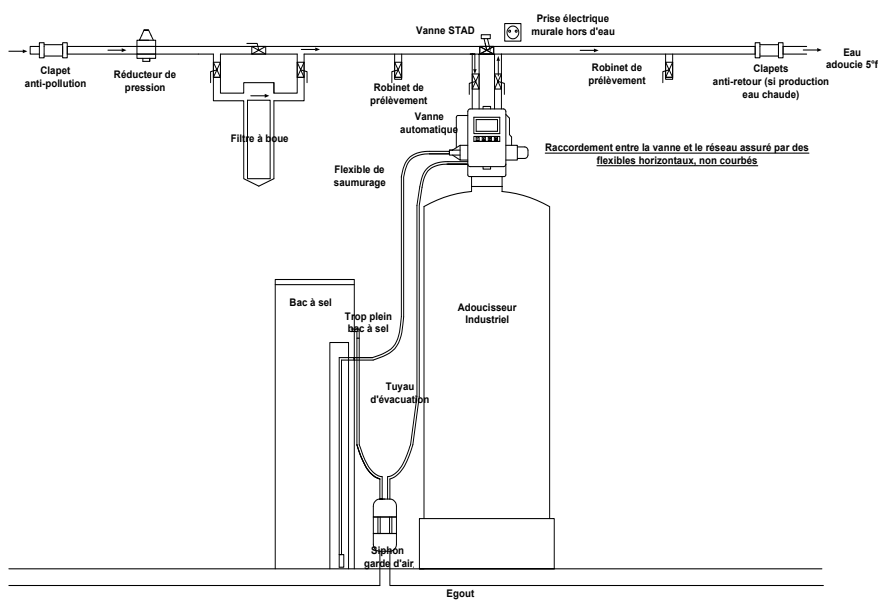 Prise électrique
murale hors d'eau
Vanne STAD
Clapet
anti-pollution
Réducteur de
pression
Filtre à boue
Robinet de
prélèvement
Vanne
automatique
Robinet de
prélèvement
Clapets
anti-retour (si production
eau chaude)
Eau
adoucie 5°f
Raccordement entre la vanne et le réseau assuré par des
flexibles horizontaux, non courbés
Flexible de
saumurage
Bac à sel
Trop plein
bac à sel
Adoucisseur
Industriel
Tuyau
d'évacuation
Siphon
garde d'air
Egout